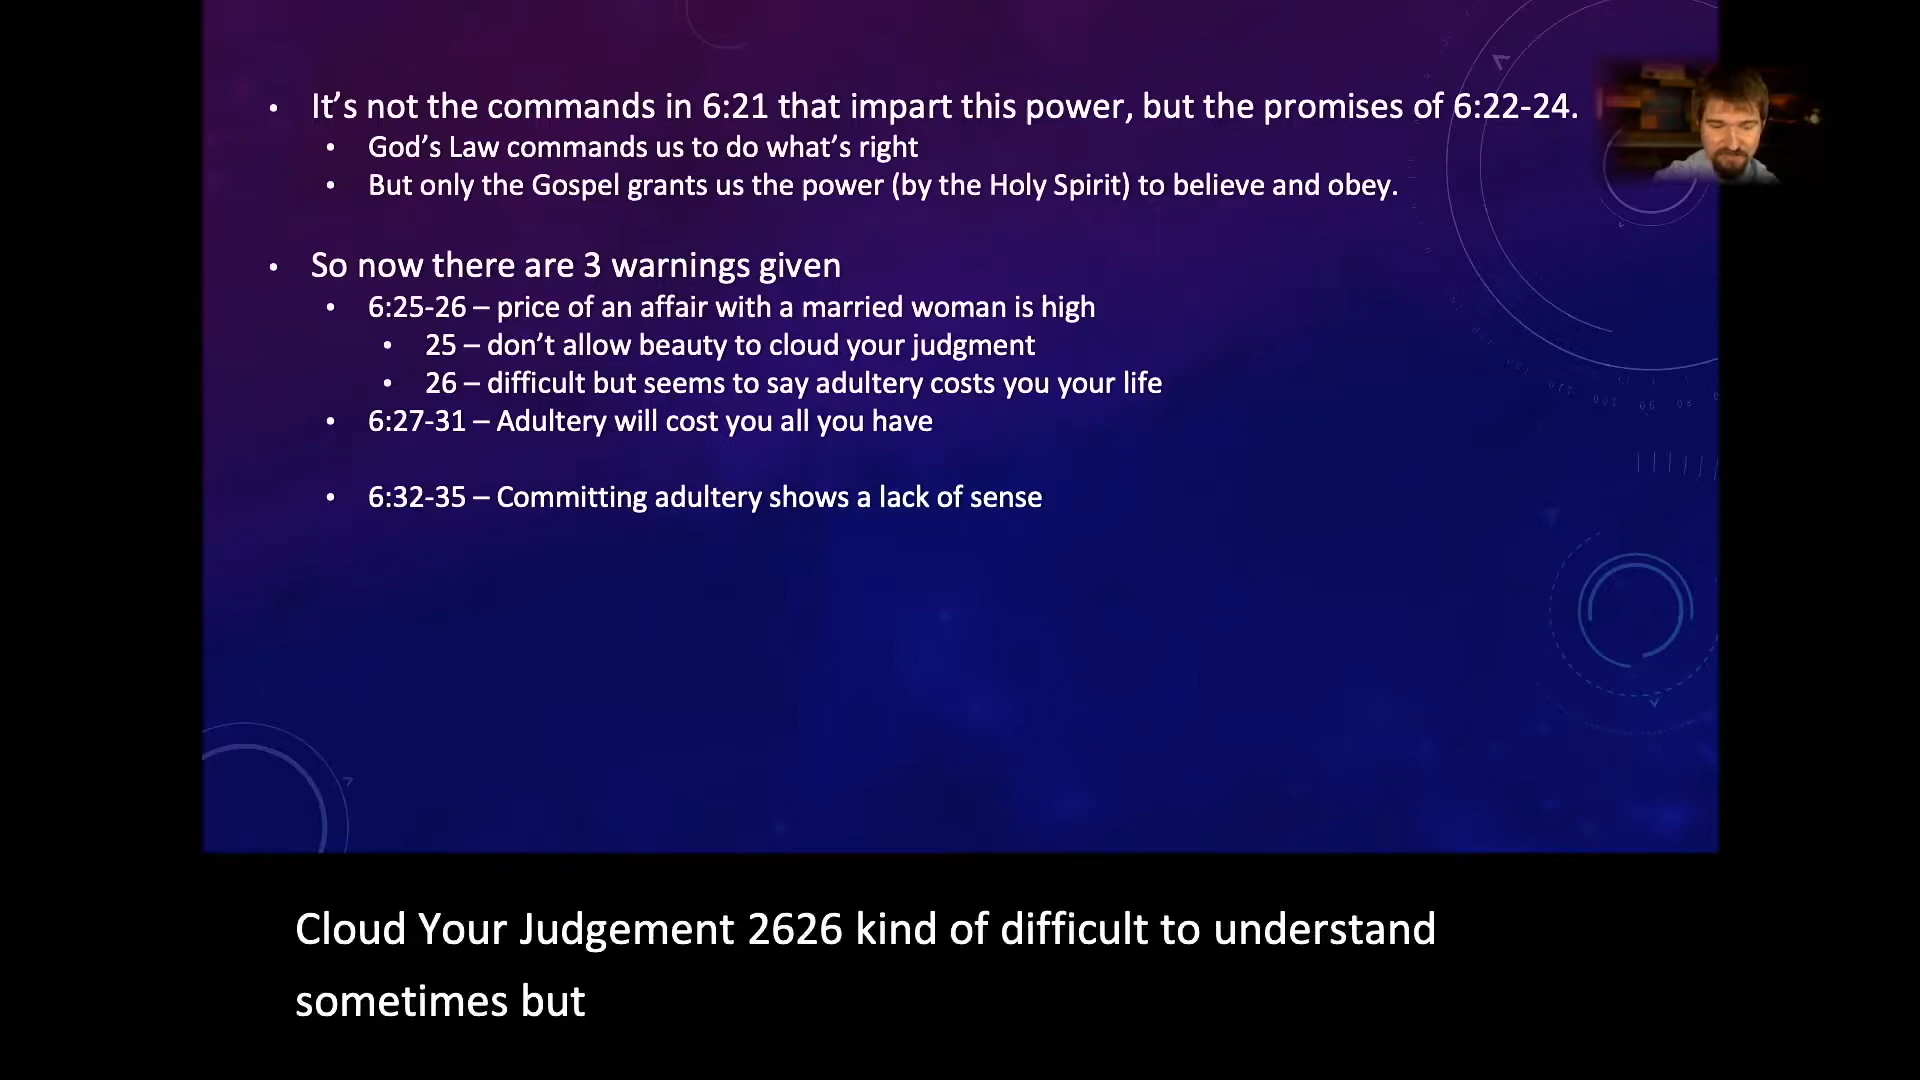 • It’s not the commands in 6:21 that impart this power, but the promises of 6:22-24.
• God’s Law commands us to do what’s right
• But only the Gospel grants us the power (by the Holy Spirit) to believe and obey.
• So now there are 3 warnings given
• 6:25-26 – price of an affair with a married woman is high
• 25 – don’t allow beauty to cloud your judgment
• 26 – difficult but seems to say adultery costs you your life
• 6:27-31 – Adultery will cost you all you have
• 6:32-35 – Committing adultery shows a lack of sense
Cloud Your Judgement 2626 kind of difficult to understand
sometimes but